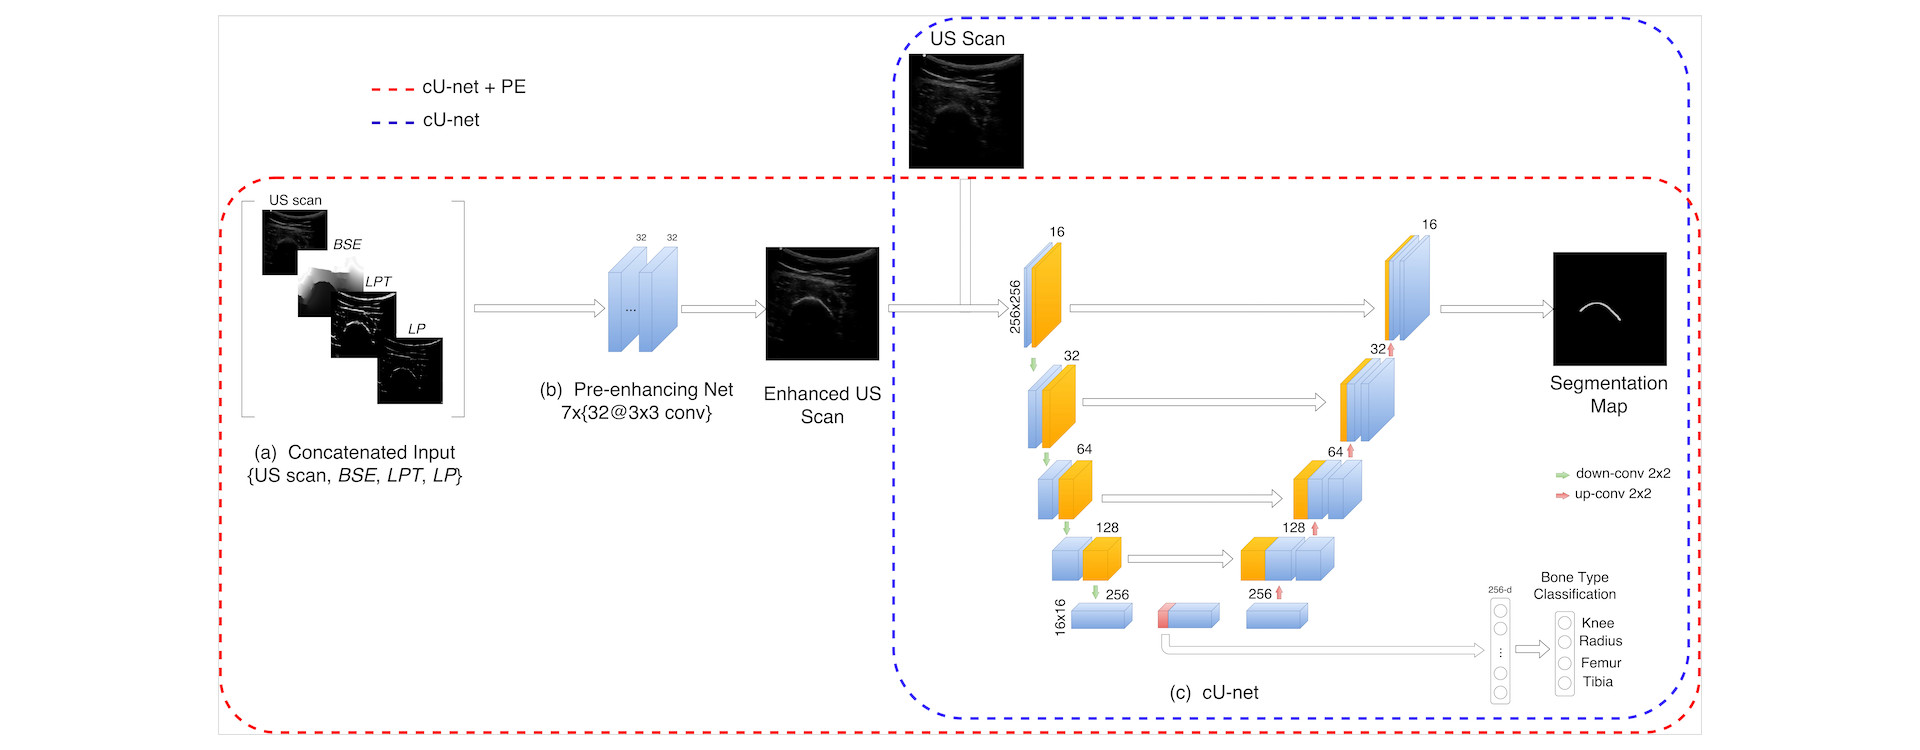 US Scan
cU-net + PE
cU-net
US scan
BSE
LPT
LP
32 32
...
(b) Pre-enhancing Net
7x{32@3x3 conv}
Enhanced US
Scan
(a) Concatenated Input
{US scan, BSE, LPT, LP}
16
256x256
32
64
128
256
16x16
16
32
64
128
256
Segmentation
Map
down-conv 2x2
up-conv 2x2
256-d
...
Bone Type
Classification
Knee
Radius
Femur
Tibia
(c) cU-net